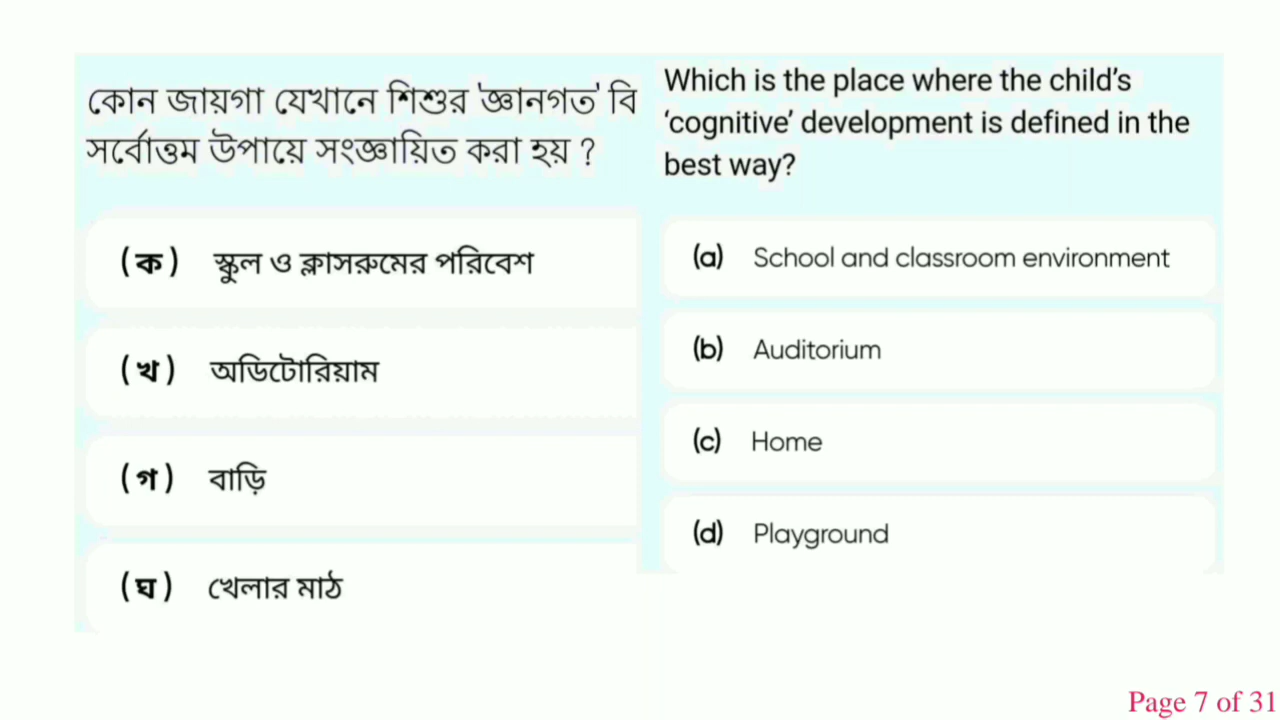 কোন জায়গা যেখানে শিশুর 'জ্ঞানগত' বি
সর্বোত্তম উপায়ে সংজ্ঞায়িত করা হয় ?
(ক) স্কুল ও ক্লাসরুমের পরিবেশ
(খ) অডিটোরিয়াম
(গ) বাড়ি
(ঘ) খেলার মাঠ
Which is the place where the child's
'cognitive' development is defined in the
best way?
(a) School and classroom environment
(b) Auditorium
(c) Home
(d) Playground
Page 7 of 31